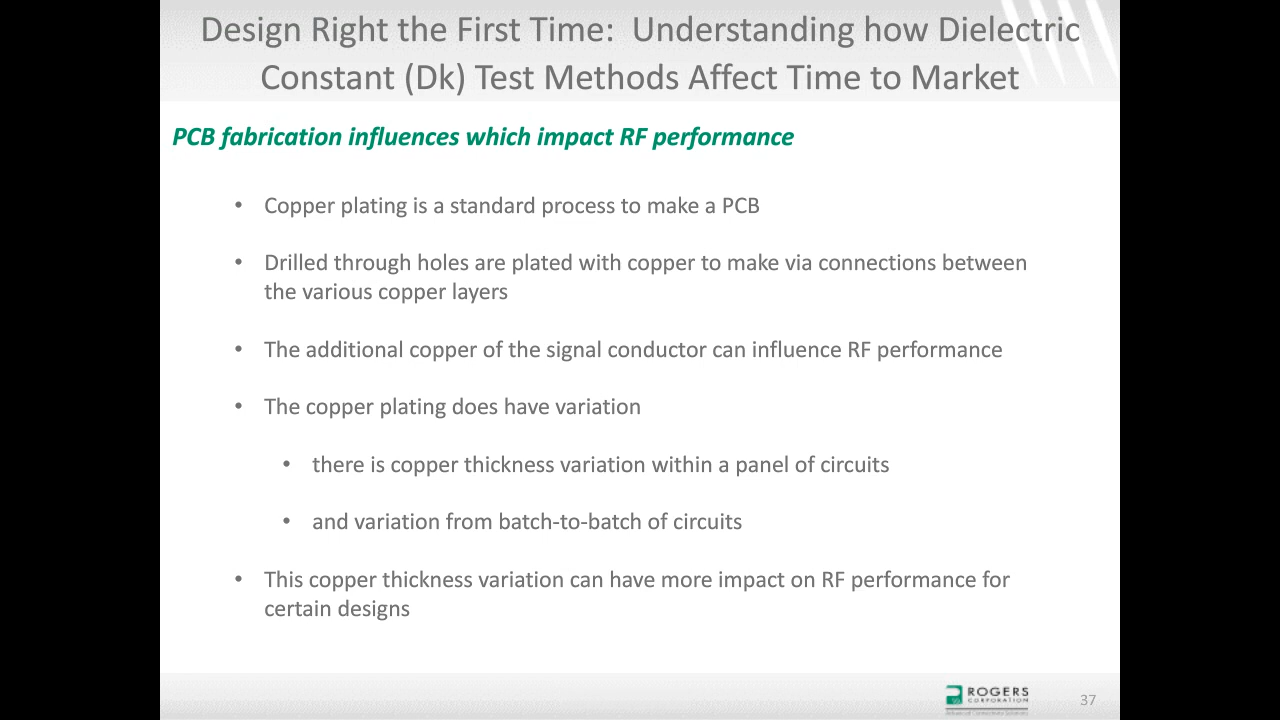 Design Right the First Time:  Understanding how Dielectric
Constant (Dk) Test Methods Affect Time to Market
PCB fabrication influences which impact RF performance
• Copper plating is a standard process to make a PCB
• Drilled through holes are plated with copper to make via connections between
the various copper layers
• The additional copper of the signal conductor can influence RF performance
• The copper plating does have variation
• there is copper thickness variation within a panel of circuits
• and variation from batch-to-batch of circuits
• This copper thickness variation can have more impact on RF performance for
certain designs
ROGERS
CORPORATION
Advanced Connectivity Solutions
37